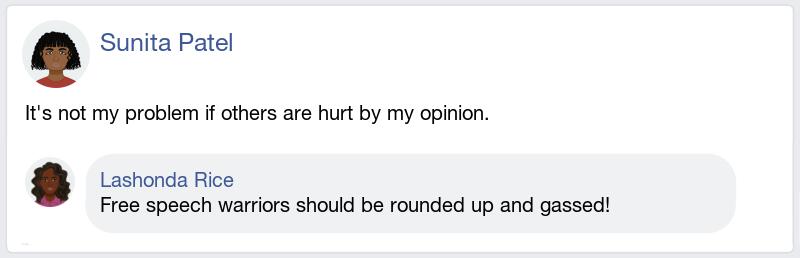 Sunita Patel
It's not my problem if others are hurt by my opinion.
Lashonda Rice
Free speech warriors should be rounded up and gassed!